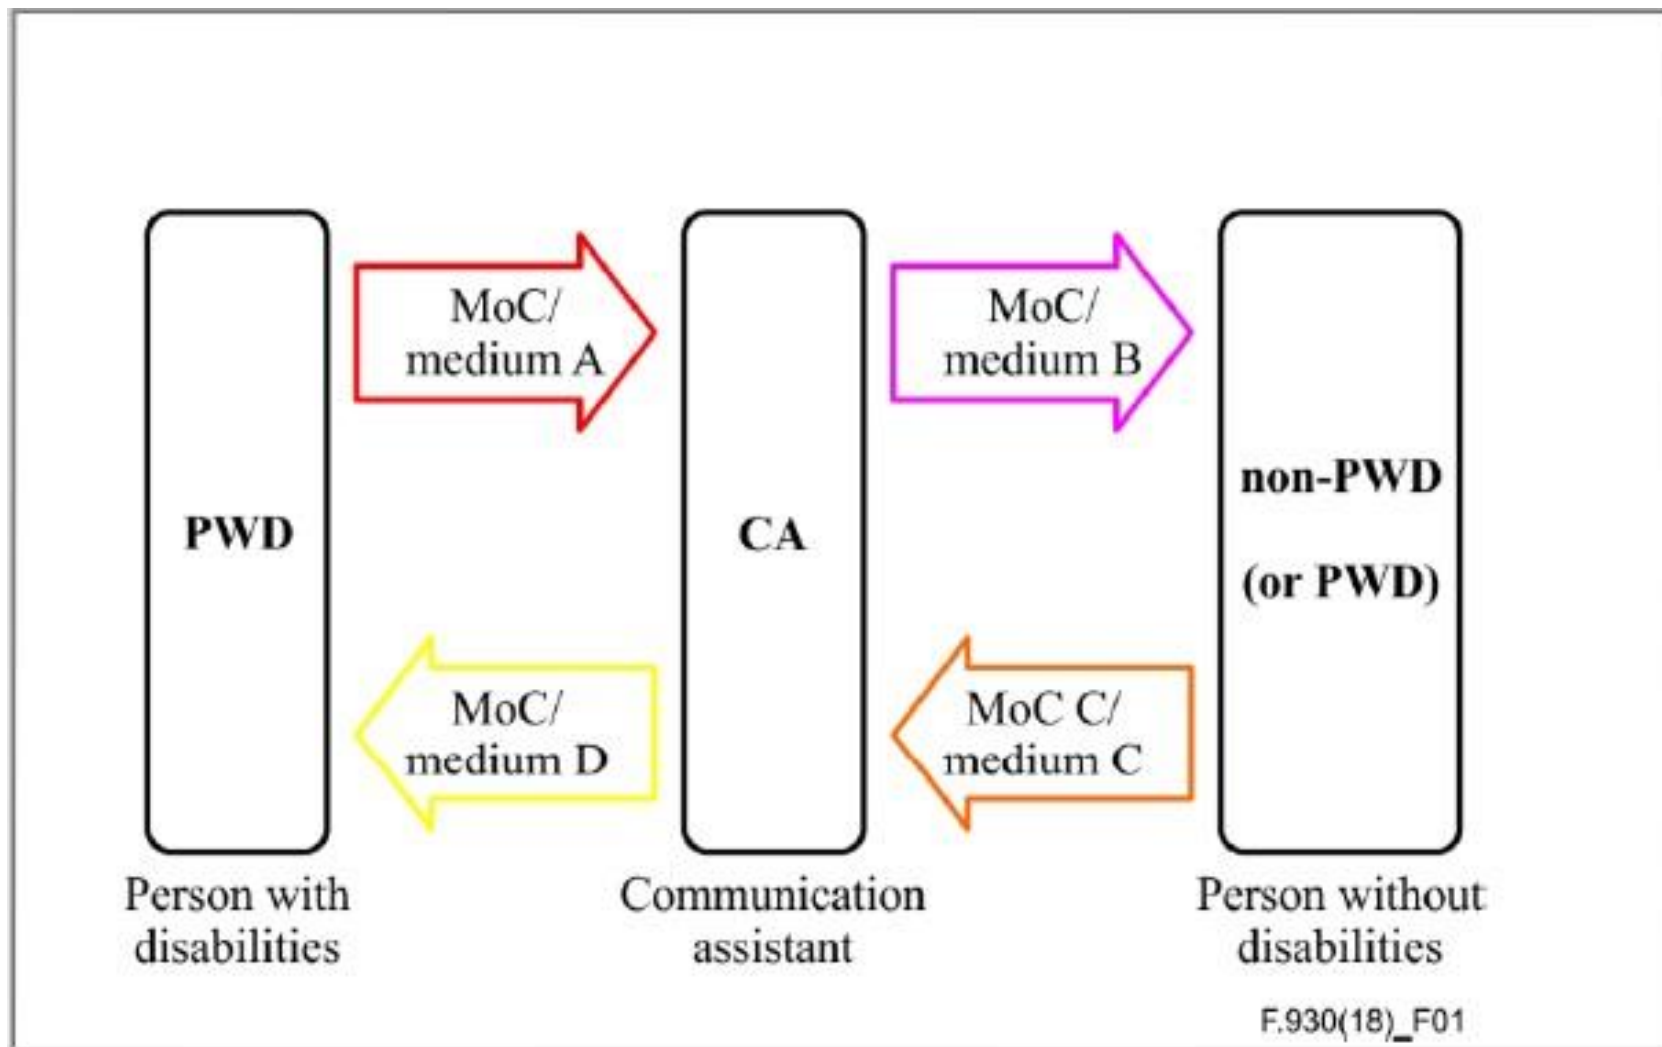 MoC/
medium A
MoC/
medium B
PWD
CA
non-PWD
(or PWD)
MoC/
medium D
MoC C/
medium C
Person with
disabilities
Communication
assistant
Person without
disabilities
F.930(18)_F01